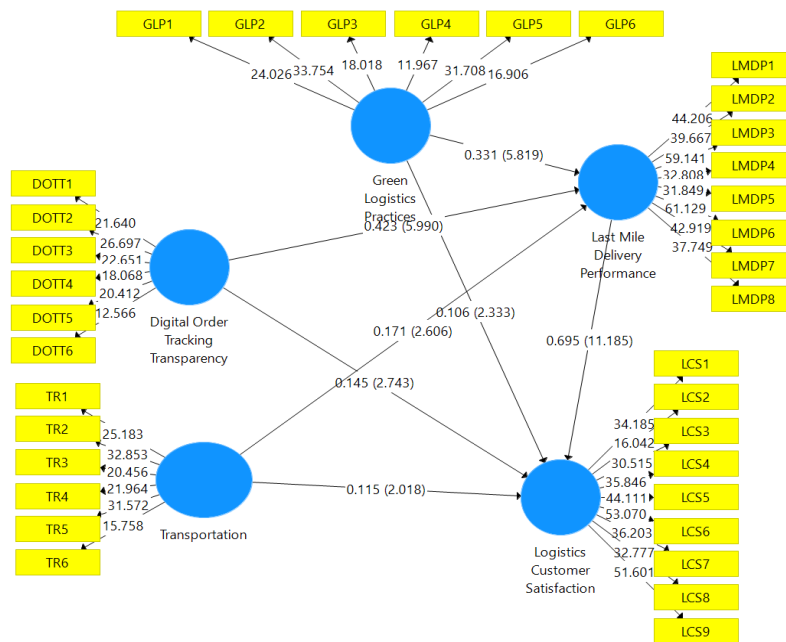 GLP1 GLP2 GLP3 GLP4 GLP5 GLP6
24.026 33.754 18.018 11.967 31.708 16.906
Green
Logistics
Practices
LMDP1
LMDP2
LMDP3
LMDP4
LMDP5
LMDP6
LMDP7
LMDP8
44.206
39.667
59.141
32.808
31.849
61.129
42.919
37.749
Last Mile
Delivery
Performance
0.331 (5.819)
0.423 (5.990)
DOTT1
DOTT2
DOTT3
DOTT4
DOTT5
DOTT6
21.640
26.697
22.651
18.068
20.412
12.566
Digital Order
Tracking
Transparency
0.106 (2.333)
0.171 (2.606)
0.695 (11.185)
0.145 (2.743)
TR1
TR2
TR3
TR4
TR5
TR6
25.183
32.853
20.456
21.964
31.572
15.758
Transportation
0.115 (2.018)
LCS1
LCS2
LCS3
LCS4
LCS5
LCS6
LCS7
LCS8
LCS9
34.185
16.042
30.515
35.846
44.111
53.070
36.203
32.777
51.601
Logistics
Customer
Satisfaction